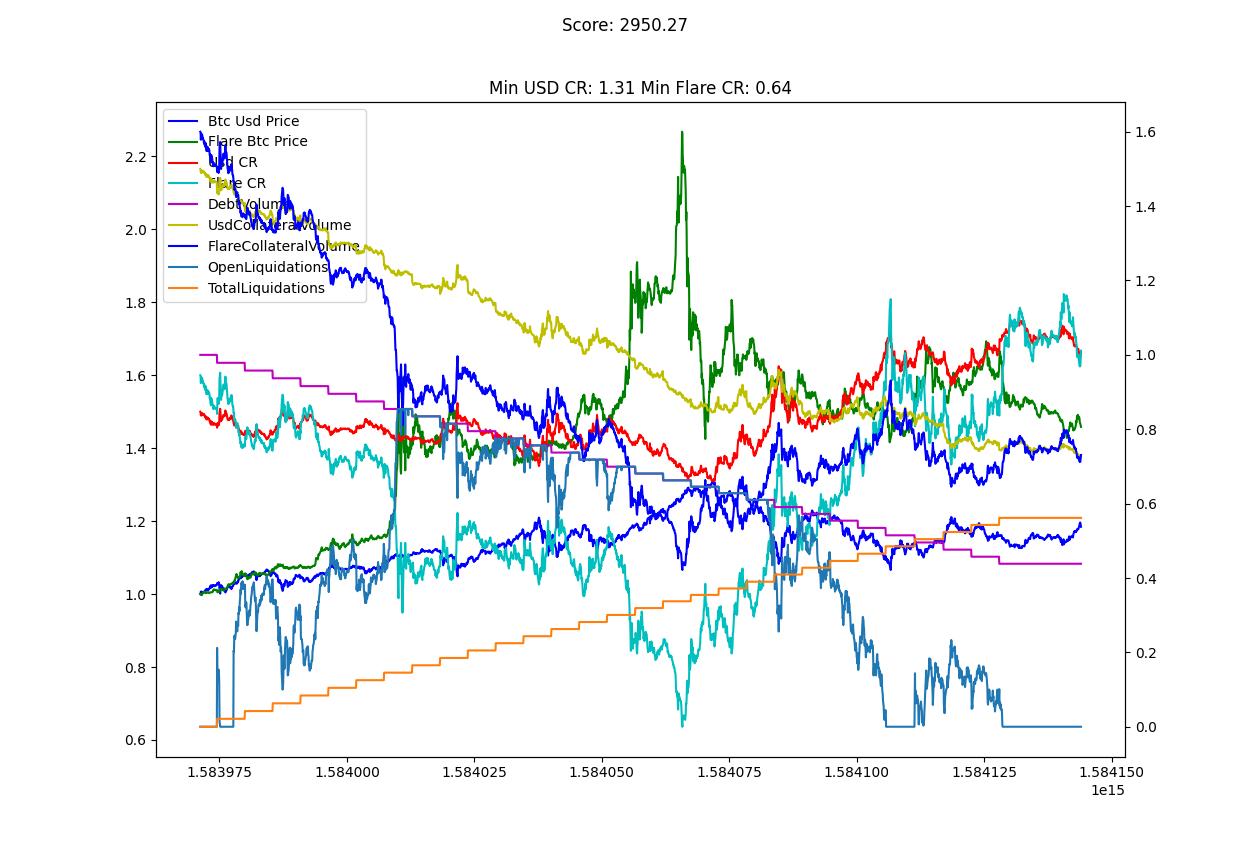 Score: 2950.27
Min USD CR: 1.31 Min Flare CR: 0.64
Btc Usd Price
Flare Btc Price
Usd CR
Flare CR
DebtVolume
UsdCollateralVolume
FlareCollateralVolume
OpenLiquidations
TotalLiquidations
2.2
2.0
1.8
1.6
1.4
1.2
1.0
0.8
0.6
1.6
1.4
1.2
1.0
0.8
0.6
0.4
0.2
0.0
1.583975 1.584000 1.584025 1.584050 1.584075 1.584100 1.584125 1.584150
1e15